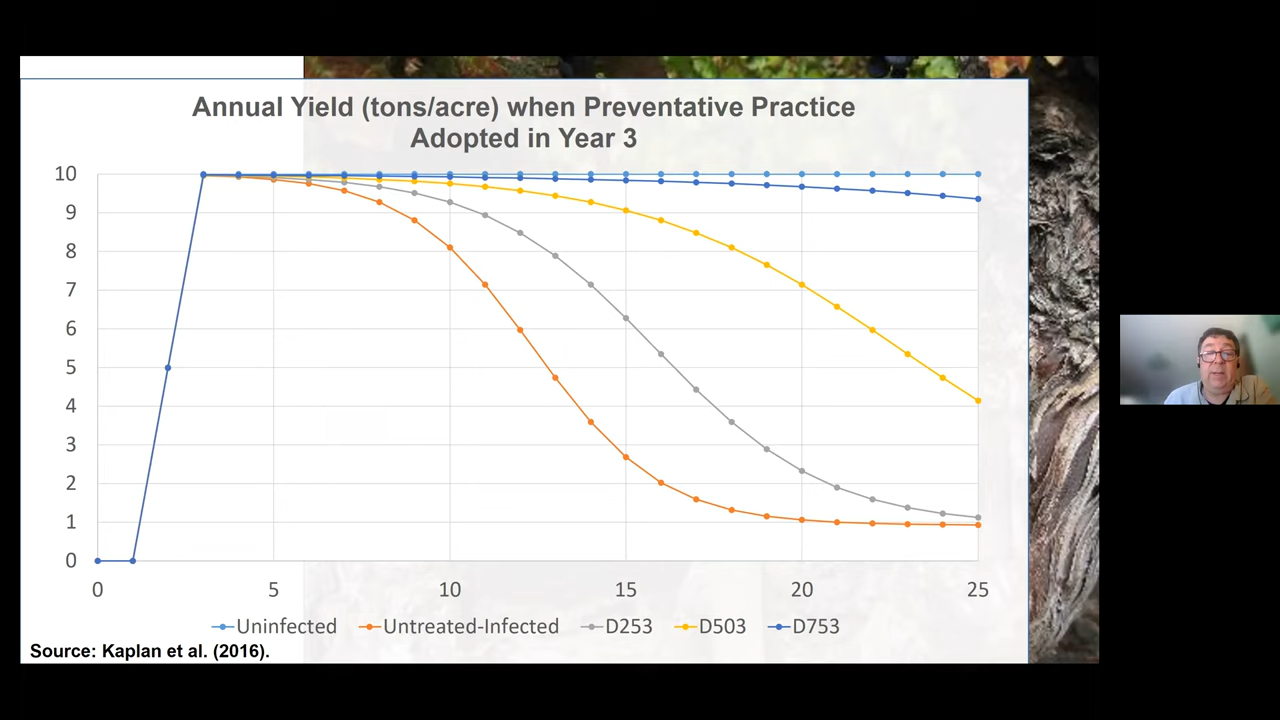 Annual Yield (tons/acre) when Preventative Practice
Adopted in Year 3
10
9
8
7
6
5
4
3
2
1
0
0 5 10 15 20 25
Uninfected Untreated-Infected D253 D503 D753
Source: Kaplan et al. (2016).